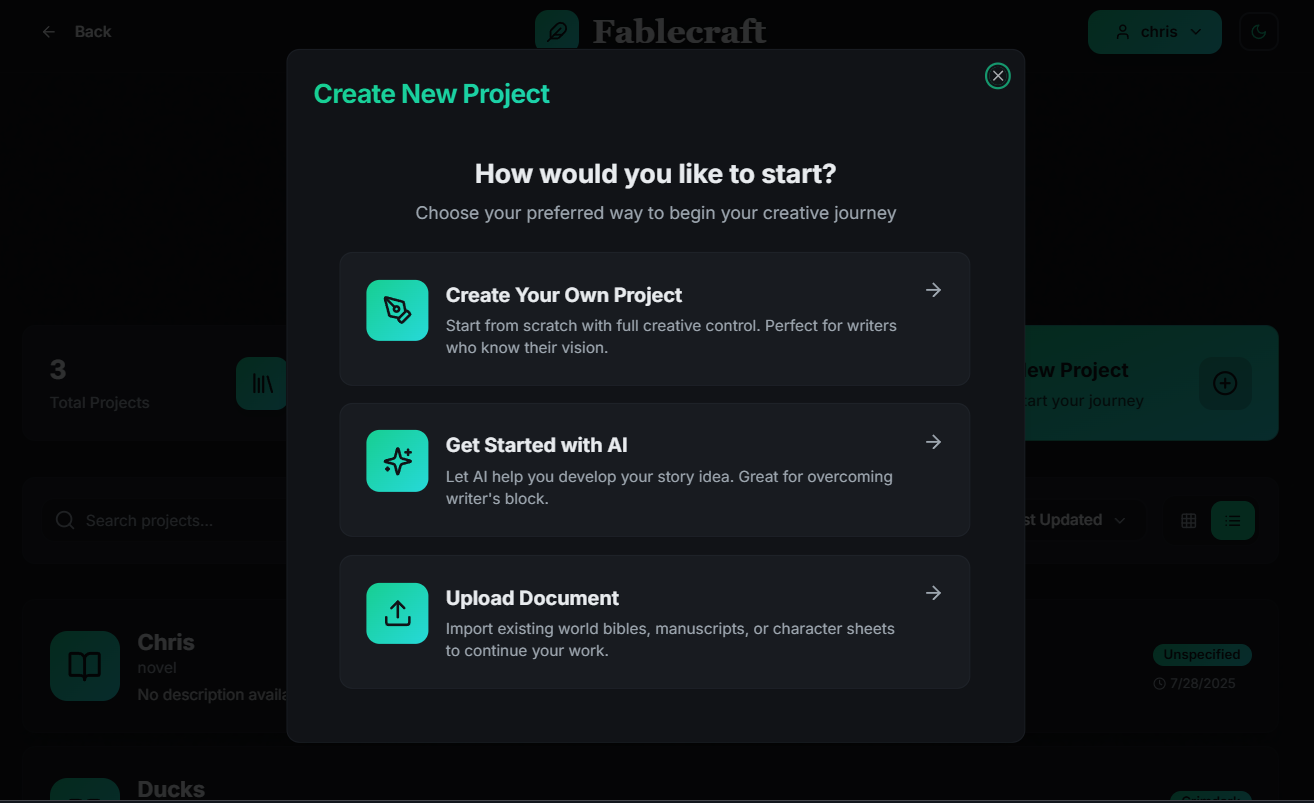 Back
Fablecraft
chris
Create New Project
How would you like to start?
Choose your preferred way to begin your creative journey
Create Your Own Project
Start from scratch with full creative control. Perfect for writers
who know their vision.
Get Started with AI
Let AI help you develop your story idea. Great for overcoming
writer's block.
Upload Document
Import existing world bibles, manuscripts, or character sheets
to continue your work.
3
Total Projects
ew Project
art your journey
Search projects...
st Updated
Chris
novel
No description availa
Unspecified
7/28/2025
Ducks